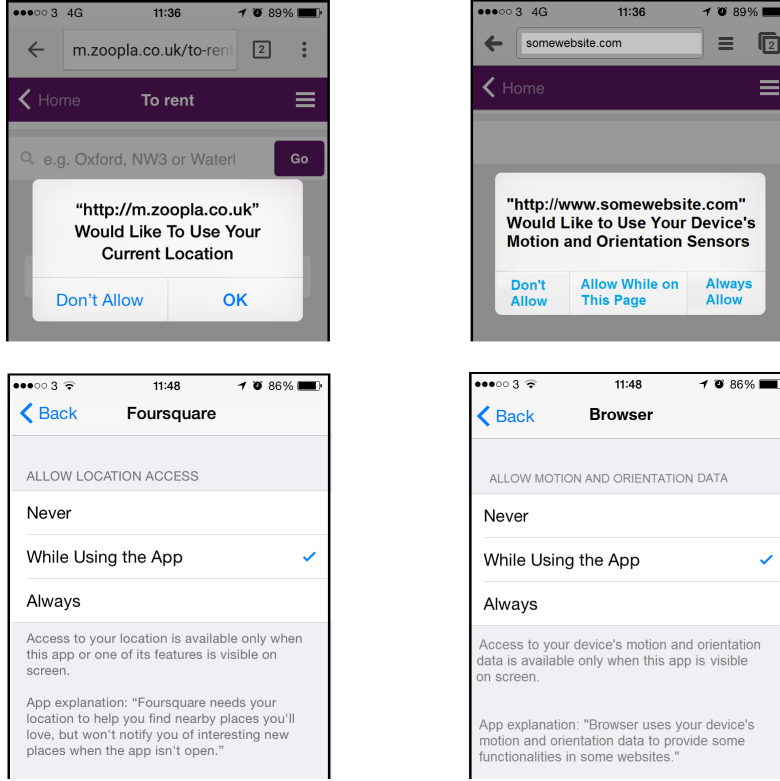 3 4G 11:36 89%
m.zoopla.co.uk/to-rent 2
Home To rent
e.g. Oxford, NW3 or Waterl Go
“http://m.zoopla.co.uk”
Would Like To Use Your
Current Location
Don’t Allow OK
3 4G 11:36 89%
somewebsite.com 2
Home
"http://www.somewebsite.com"
Would Like to Use Your Device's
Motion and Orientation Sensors
Don't Allow While on Always
Allow This Page Allow
3 11:48 86%
Back Foursquare
ALLOW LOCATION ACCESS
Never
While Using the App
Always
Access to your location is available only when
this app or one of its features is visible on
screen.
App explanation: “Foursquare needs your
location to help you find nearby places you'll
love, but won't notify you of interesting new
places when the app isn't open.”
3 11:48 86%
Back Browser
ALLOW MOTION AND ORIENTATION DATA
Never
While Using the App
Always
Access to your device's motion and orientation
data is available only when this app is visible
on screen.
App explanation: "Browser uses your device's
motion and orientation data to provide some
functionalities in some websites."